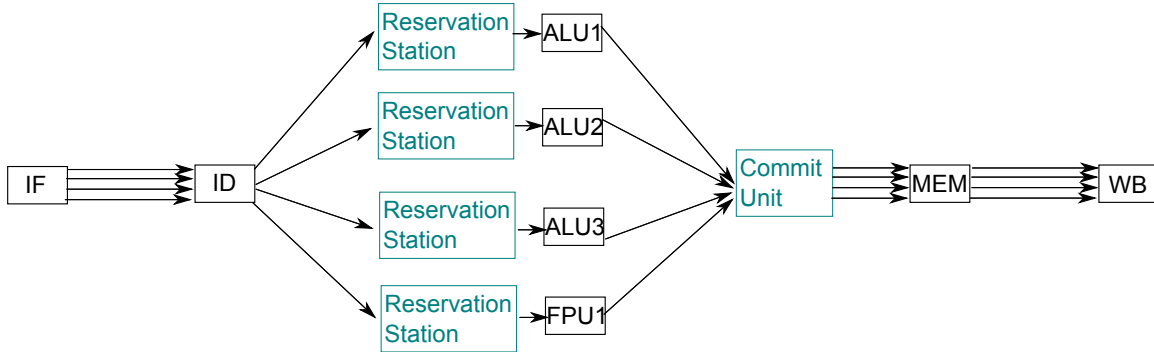 IF
ID
Reservation
Station
ALU1
Reservation
Station
ALU2
Reservation
Station
ALU3
Reservation
Station
FPU1
Commit
Unit
MEM
WB